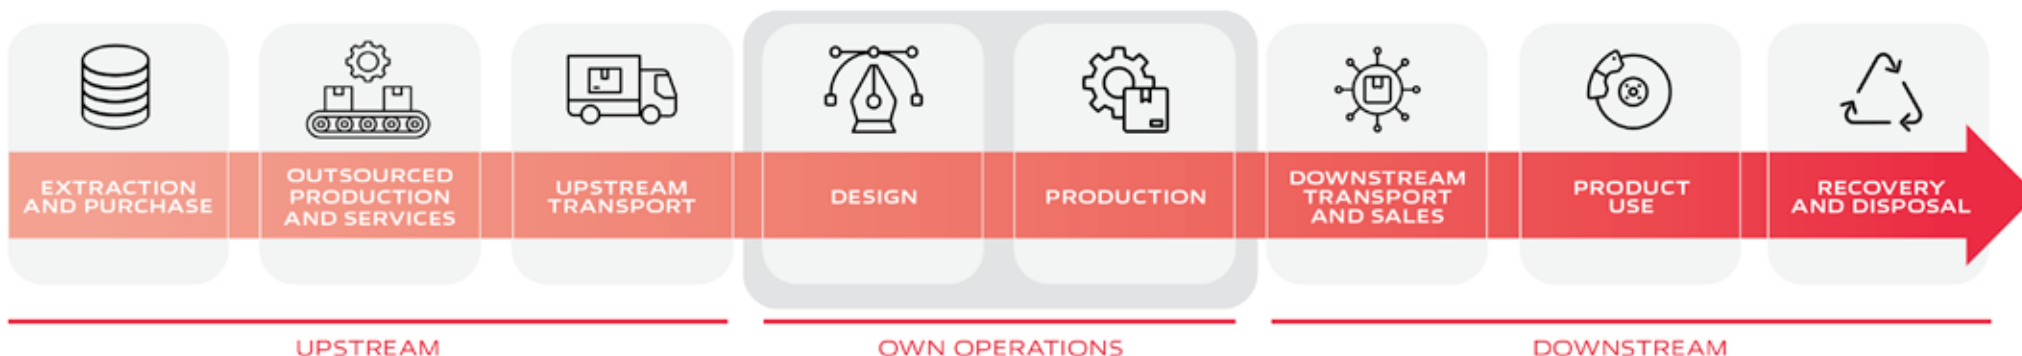 EXTRACTION
AND PURCHASE
OUTSOURCED
PRODUCTION
AND SERVICES
UPSTREAM
TRANSPORT
DESIGN
PRODUCTION
DOWNSTREAM
TRANSPORT
AND SALES
PRODUCT
USE
RECOVERY
AND DISPOSAL
UPSTREAM
OWN OPERATIONS
DOWNSTREAM